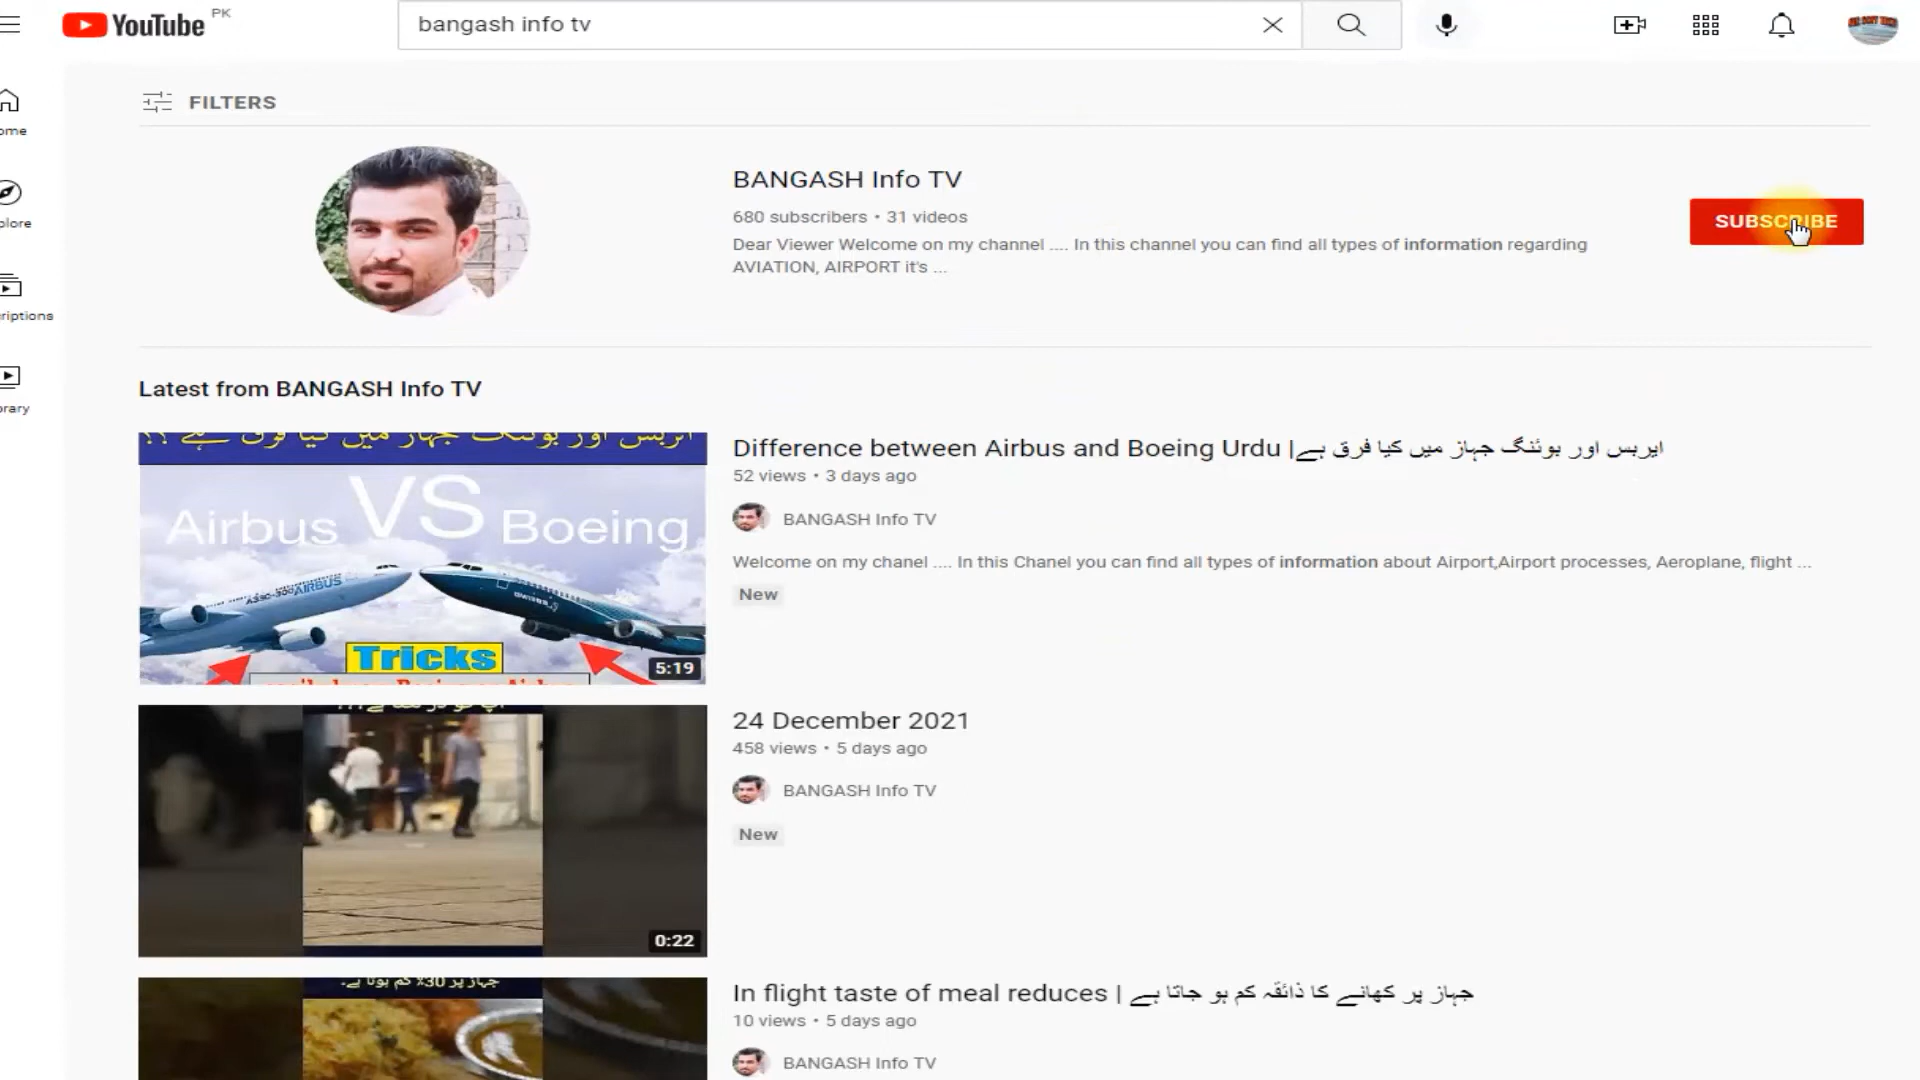 YouTube PK
bangash info tv
FILTERS
ome
plore
riptions
rary
BANGASH Info TV
680 subscribers • 31 videos
Dear Viewer Welcome on my channel .... In this channel you can find all types of information regarding
AVIATION, AIRPORT it's ...
SUBSCRIBE
Latest from BANGASH Info TV
ایربس اور بوئنگ جہاز میں کیا فرق ہے ؟؟
Airbus VS Boeing
AIRBUS
Tricks
5:19
Difference between Airbus and Boeing Urdu |ایربس اور بوئنگ جہاز میں کیا فرق ہے
52 views • 3 days ago
BANGASH Info TV
Welcome on my chanel .... In this Chanel you can find all types of information about Airport,Airport processes, Aeroplane, flight ...
New
0:22
24 December 2021
458 views • 5 days ago
BANGASH Info TV
New
جہاز پر 30٪ کم ہوتا ہے۔
In flight taste of meal reduces | جہاز پر کھانے کا ذائقہ کم ہو جاتا ہے
10 views • 5 days ago
BANGASH Info TV